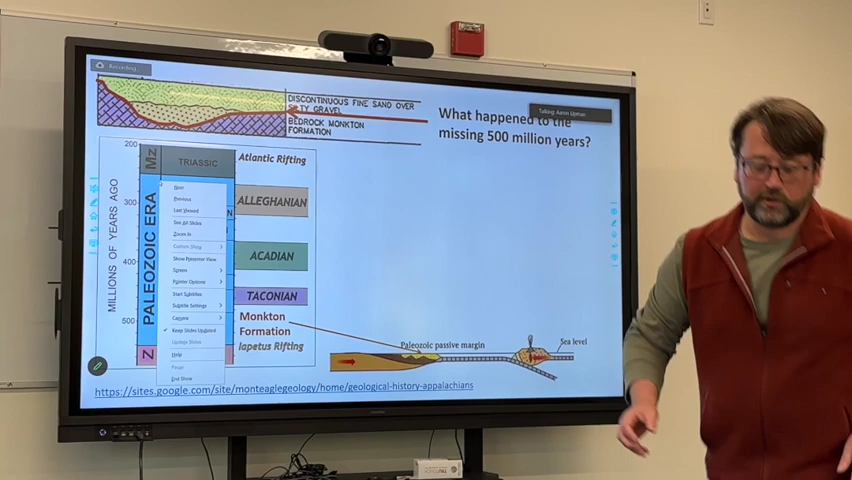 Recording...
DISCONTINUOUS FINE SAND OVER
SILTY GRAVEL
BEDROCK MONKTON
FORMATION
Talking: Aaron
What happened to the
missing 500 million years?
200
Mz
TRIASSIC
Atlantic Rifting
MILLIONS OF YEARS AGO
300
400
500
PALEOZOIC ERA
Z
N
ALLEGHANIAN
ACADIAN
TACONIAN
Monkton
Formation
Iapetus Rifting
Next
Previous
Last Viewed
See All Slides
Zoom In
Custom Show
Show Presenter View
Screen
Pointer Options
Start Subtitles
Subtitle Settings
Camera
Keep Slides Updated
Update Slides
Help
Pause
End Show
Paleozoic passive margin
Sea level
https://sites.google.com/site/monteaglegeology/home/geological-history-appalachians